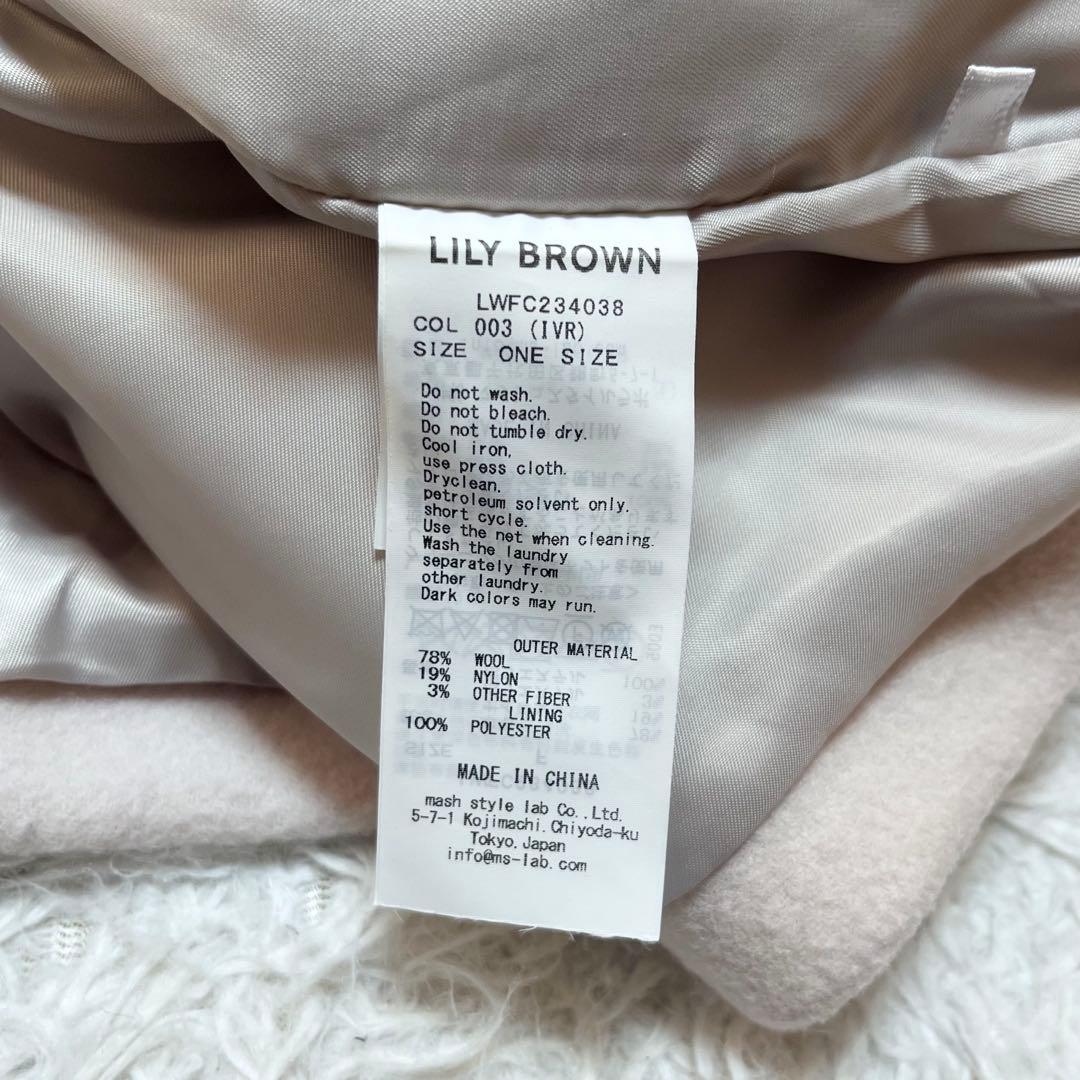 LILY BROWN
LWFC234038
COL 003 (IVR)
SIZE ONE SIZE
Do not wash.
Do not bleach.
Do not tumble dry.
Cool iron,
use press cloth.
Dryclean,
petroleum solvent only,
short cycle.
Use the net when cleaning.
Wash the laundry
separately from
other laundry.
Dark colors may run.
OUTER MATERIAL
78% WOOL
19% NYLON
3% OTHER FIBER
LINING
100% POLYESTER
MADE IN CHINA
mash style lab Co.,Ltd.
5-7-1 Kojimachi.Chiyoda-ku
Tokyo.Japan
info@ms-lab.com